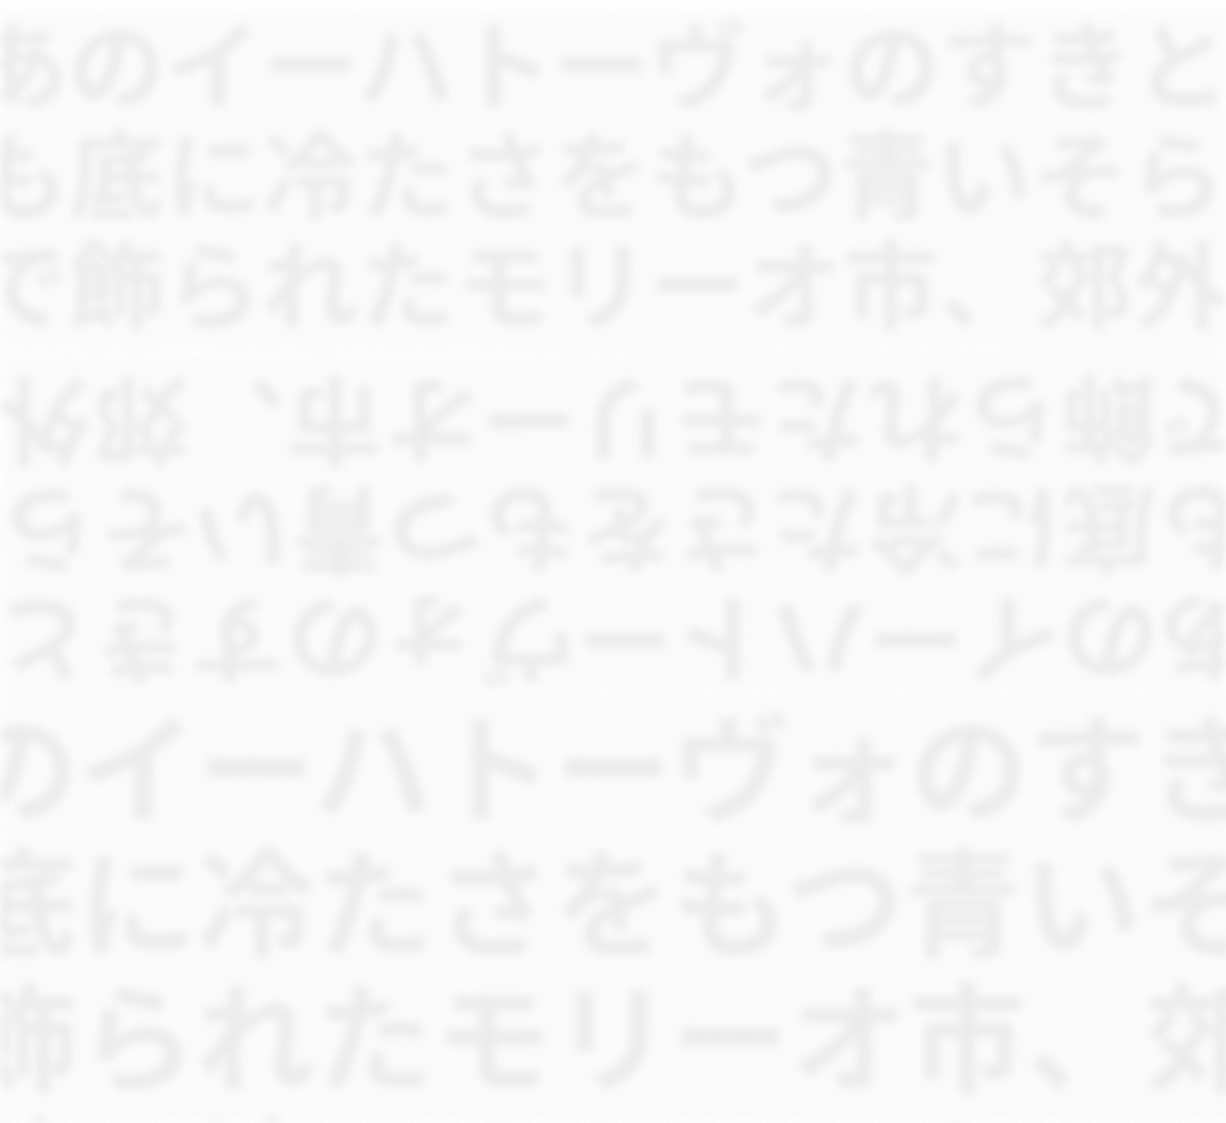 あのイーハトーヴォのすきと
も底に冷たさをもつ青いそら
で飾られたモリーオ市、郊外
あのイーハトーヴォのすきと
も底に冷たさをもつ青いそら
で飾られたモリーオ市、郊外
のイーハトーヴォのすき
底に冷たさをもつ青いそ
飾られたモリーオ市、郊